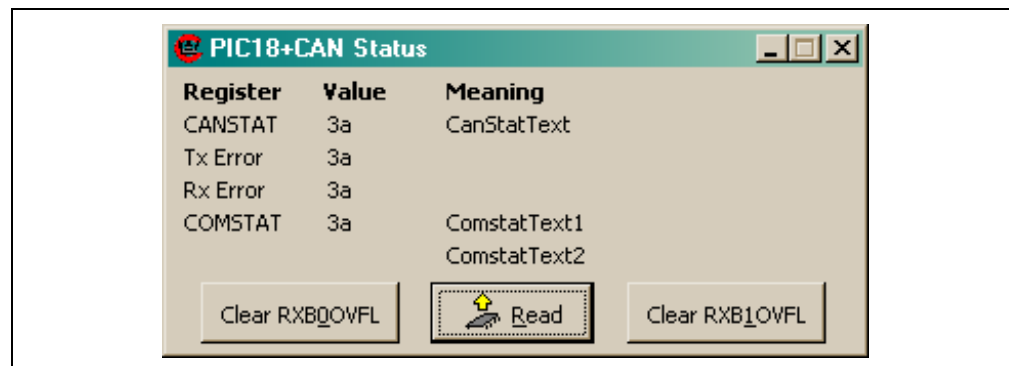 PIC18+CAN Status
Register Value Meaning
CANSTAT 3a CanStatText
Tx Error 3a
Rx Error 3a
COMSTAT 3a ComstatText1
ComstatText2
Clear RXB0OVFL Read Clear RXB1OVFL